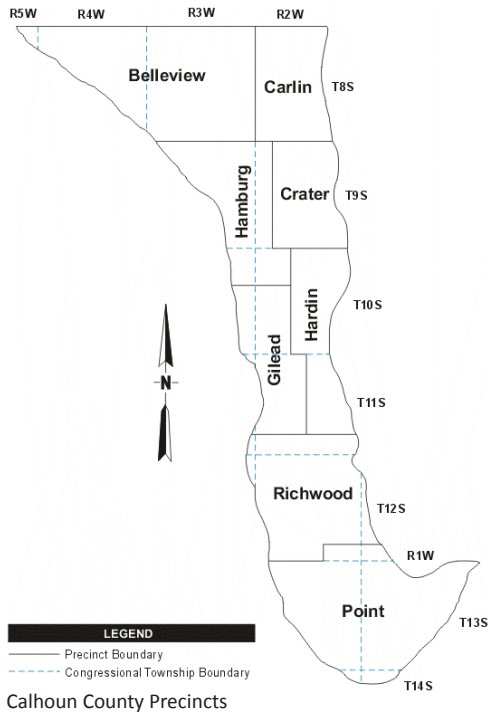 R5W R4W R3W R2W
Belleview
Carlin
T8S
Hamburg
Crater
T9S
Hardin
T10S
Gilead
N
T11S
Richwood
T12S
R1W
Point
T13S
T14S
LEGEND
Precinct Boundary
Congressional Township Boundary
Calhoun County Precincts